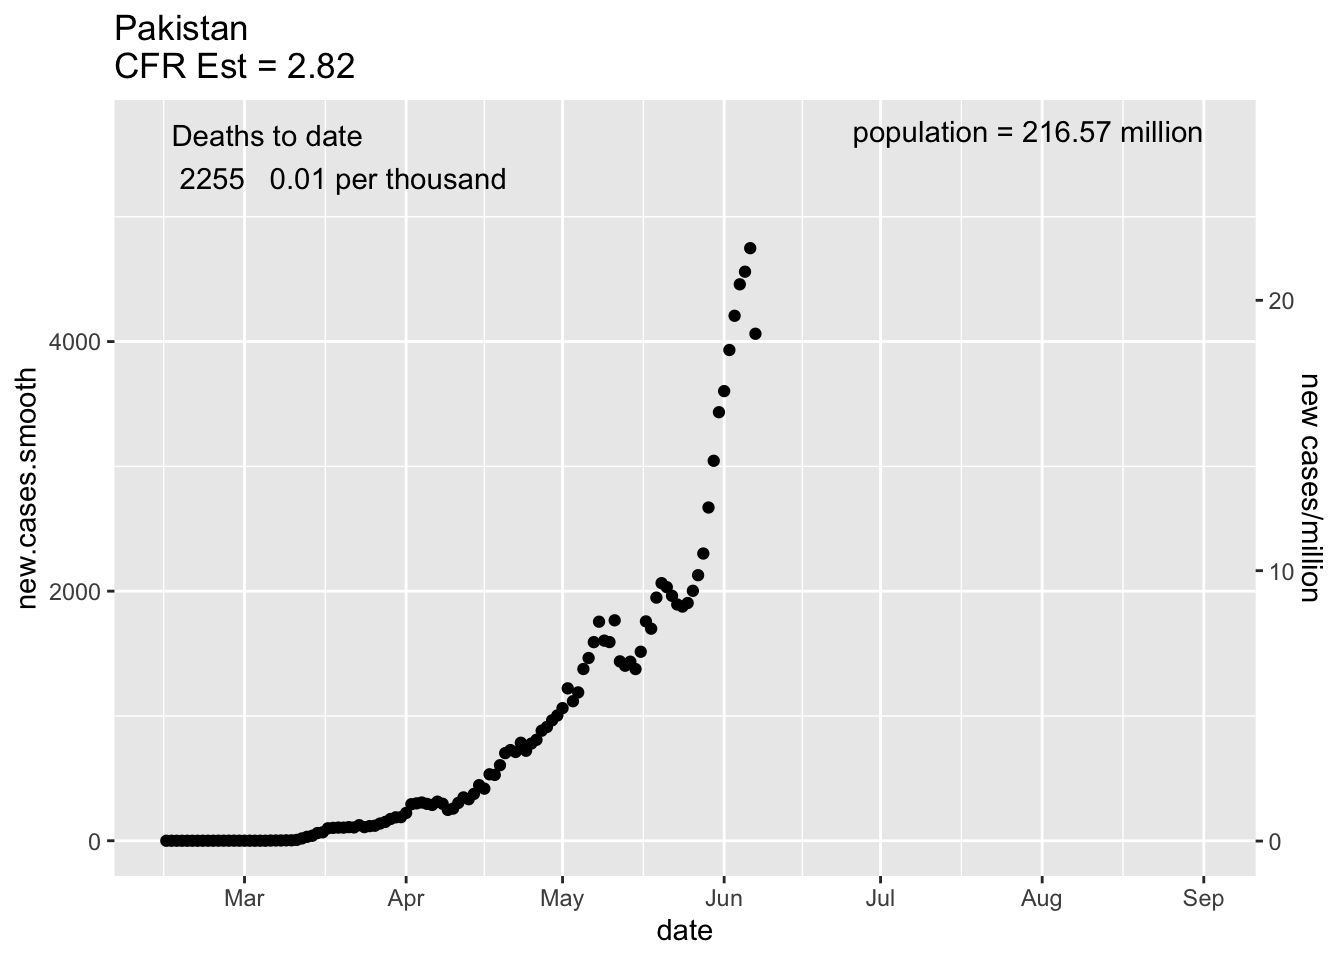 Pakistan
CFR Est = 2.82
Deaths to date
population = 216.57 million
2255 0.01 per thousand
new.cases.smooth
4000
2000
0
20
10
0
new cases/million
Mar Apr May Jun Jul Aug Sep
date